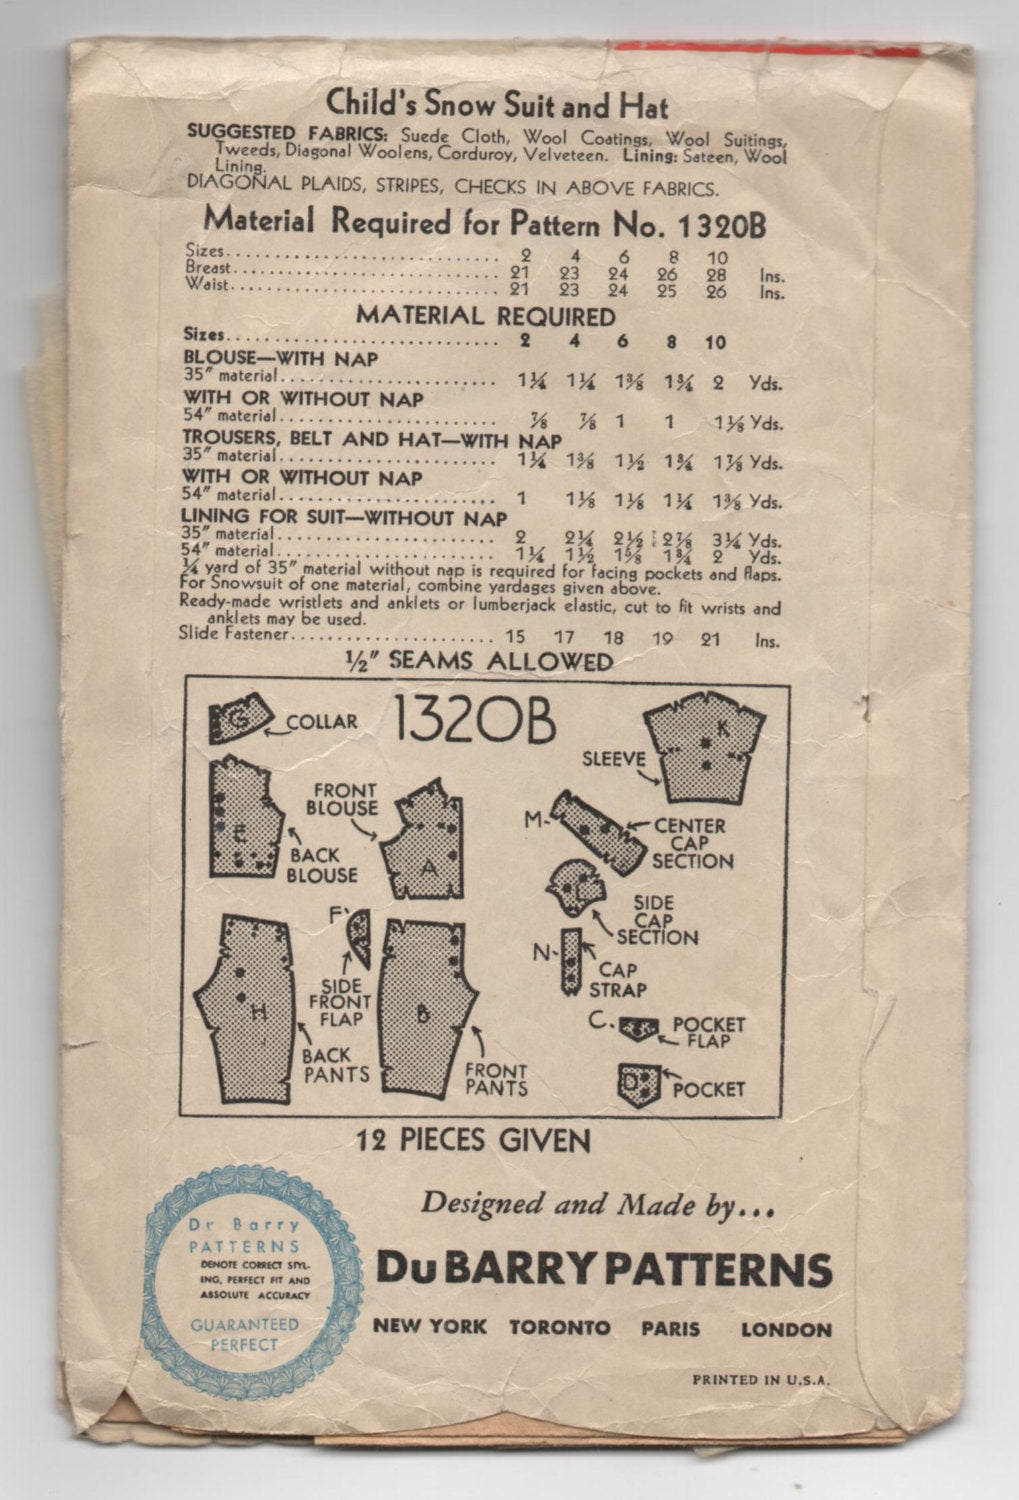 Child's Snow Suit and Hat
SUGGESTED FABRICS: Suede Cloth, Wool Coatings, Wool Suitings,
Tweeds, Diagonal Woolens, Corduroy, Velveteen. Lining: Sateen, Wool
Lining.
DIAGONAL PLAIDS, STRIPES, CHECKS IN ABOVE FABRICS.
Material Required for Pattern No. 1320B
Sizes 2 4 6 8 10
Breast 21 23 24 26 28 Ins.
Waist 21 23 24 25 26 Ins.
MATERIAL REQUIRED
Sizes 2 4 6 8 10
BLOUSE—WITH NAP
35" material 1¼ 1¼ 1⅜ 1¾ 2 Yds.
WITH OR WITHOUT NAP
54" material ⅞ ⅞ 1 1 1⅛ Yds.
TROUSERS, BELT AND HAT—WITH NAP
35" material 1¼ 1⅜ 1½ 1¾ 1⅞ Yds.
WITH OR WITHOUT NAP
54" material 1 1⅛ 1⅛ 1¼ 1⅜ Yds.
LINING FOR SUIT—WITHOUT NAP
35" material 2 2¼ 2½ 2⅞ 3¼ Yds.
54" material 1¼ 1½ 1⅝ 1¾ 2 Yds.
¼ yard of 35" material without nap is required for facing pockets and flaps.
For Snowsuit of one material, combine yardages given above.
Ready-made wristlets and anklets or lumberjack elastic, cut to fit wrists and
anklets may be used.
Slide Fastener 15 17 18 19 21 Ins.
½" SEAMS ALLOWED
1320B
G COLLAR
K
SLEEVE
E
BACK
BLOUSE
FRONT
BLOUSE
A
M
CENTER
CAP
SECTION
L
SIDE
CAP
SECTION
N
CAP
STRAP
F
SIDE
FRONT
FLAP
H
BACK
PANTS
B
FRONT
PANTS
C.
POCKET
FLAP
D
POCKET
12 PIECES GIVEN
Du Barry
PATTERNS
DENOTE CORRECT STYL-
ING, PERFECT FIT AND
ABSOLUTE ACCURACY
GUARANTEED
PERFECT
Designed and Made by...
DuBARRY PATTERNS
NEW YORK TORONTO PARIS LONDON
PRINTED IN U.S.A.